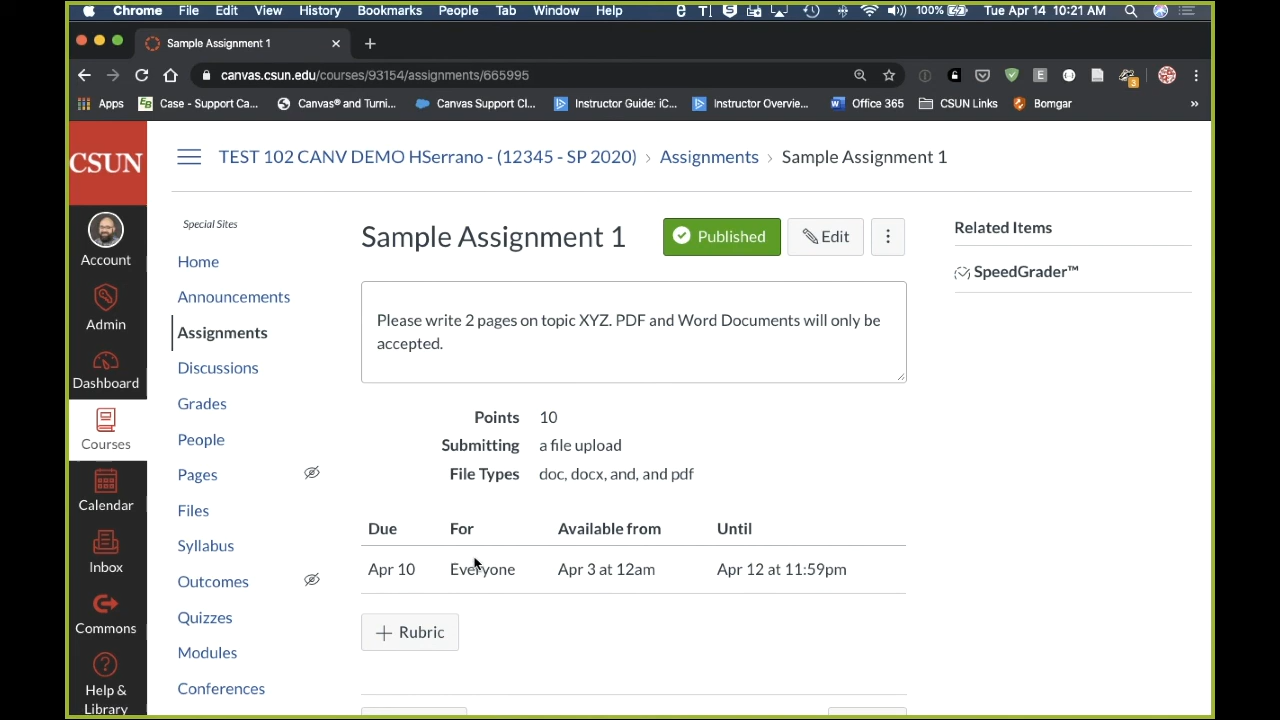 Chrome File Edit View History Bookmarks People Tab Window Help 100% Tue Apr 14 10:21 AM
Sample Assignment 1
canvas.csun.edu/courses/93154/assignments/665995
Apps Case - Support Ca... Canvas® and Turni... Canvas Support Cl... Instructor Guide: iC... Instructor Overvie... Office 365 CSUN Links Bomgar »
CSUN
TEST 102 CANV DEMO HSerrano - (12345 - SP 2020) › Assignments › Sample Assignment 1
Account
Admin
Dashboard
Courses
Calendar
Inbox
Commons
Help &
Library
Special Sites
Home
Announcements
Assignments
Discussions
Grades
People
Pages
Files
Syllabus
Outcomes
Quizzes
Modules
Conferences
Sample Assignment 1
Published Edit
Please write 2 pages on topic XYZ. PDF and Word Documents will only be
accepted.
Points 10
Submitting a file upload
File Types doc, docx, and, and pdf
Due For Available from Until
Apr 10 Everyone Apr 3 at 12am Apr 12 at 11:59pm
+ Rubric
Related Items
SpeedGrader™